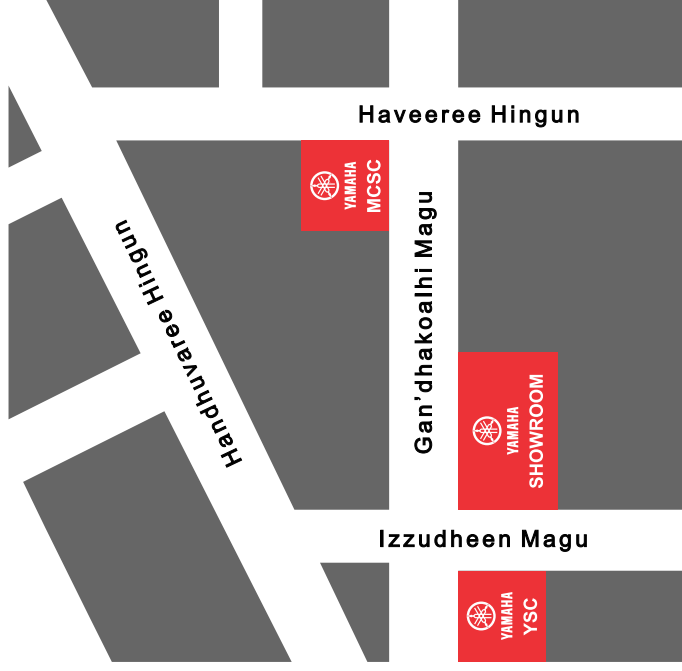 Haveeree Hingun
YAMAHA
MCSC
Gan’dhakoalhi Magu
Handhuvaree Hingun
YAMAHA
SHOWROOM
Izzudheen Magu
YAMAHA
YSC